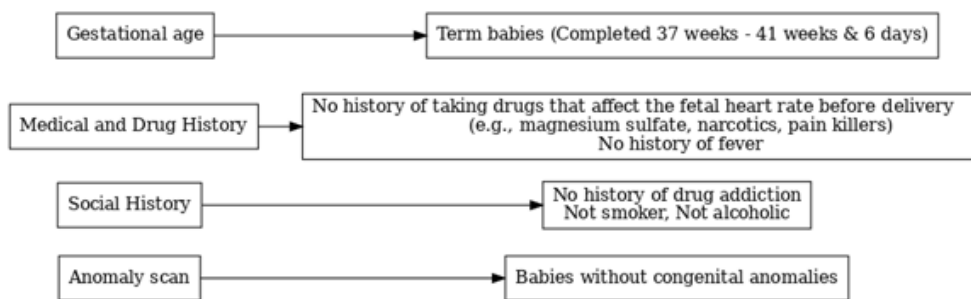 Gestational age
Term babies (Completed 37 weeks - 41 weeks & 6 days)
Medical and Drug History
No history of taking drugs that affect the fetal heart rate before delivery
(e.g., magnesium sulfate, narcotics, pain killers)
No history of fever
Social History
No history of drug addiction
Not smoker, Not alcoholic
Anomaly scan
Babies without congenital anomalies